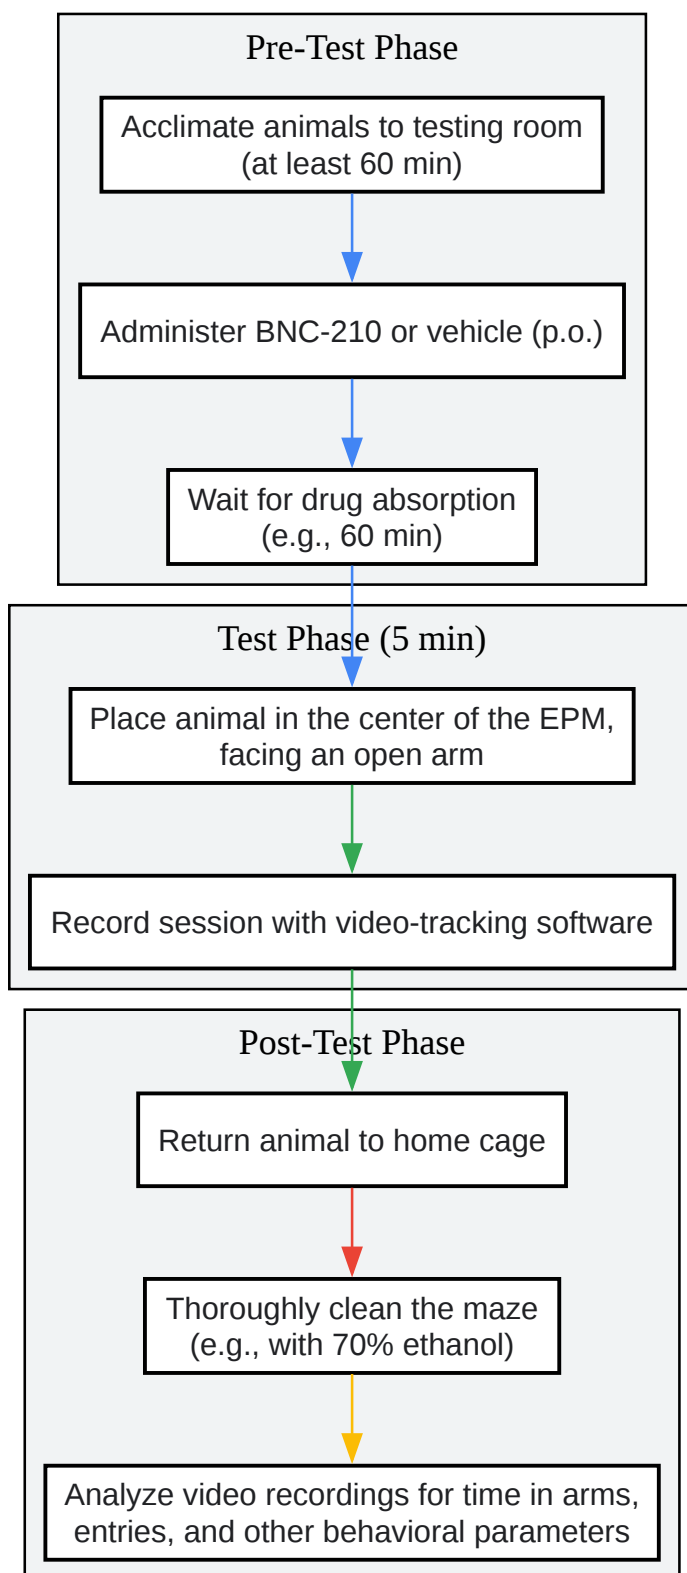 Pre-Test Phase
Acclimate animals to testing room
(at least 60 min)
Administer BNC-210 or vehicle (p.o.)
Wait for drug absorption
(e.g., 60 min)
Test Phase (5 min)
Place animal in the center of the EPM,
facing an open arm
Record session with video-tracking software
Post-Test Phase
Return animal to home cage
Thoroughly clean the maze
(e.g., with 70% ethanol)
Analyze video recordings for time in arms,
entries, and other behavioral parameters